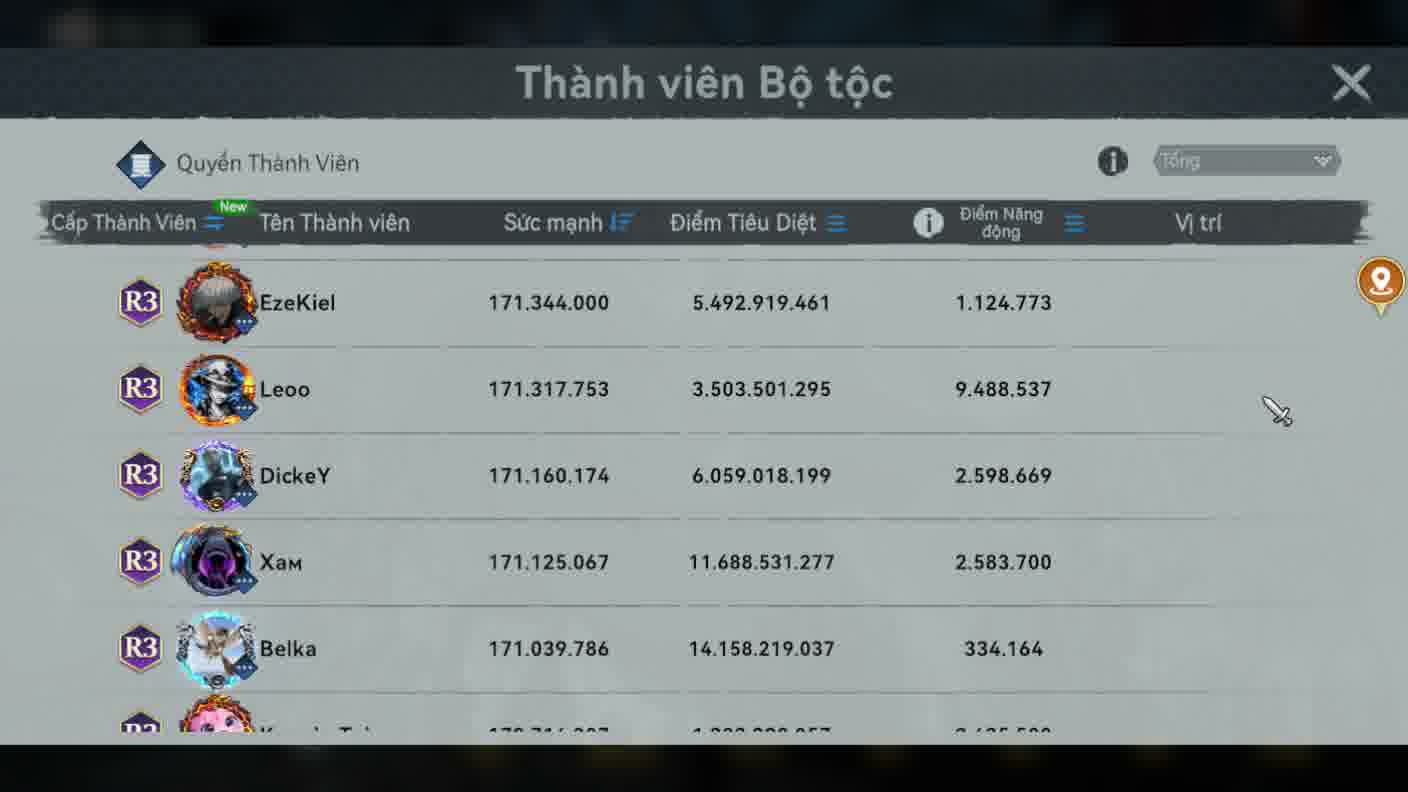 Thành viên Bộ tộc
Quyển Thành Viên
Tổng
New
Cấp Thành Viên Tên Thành viên Sức mạnh Điểm Tiêu Diệt Điểm Năng động Vị trí
R3 EzeKiel 171.344.000 5.492.919.461 1.124.773
R3 Leoo 171.317.753 3.503.501.295 9.488.537
R3 DickeY 171.160.174 6.059.018.199 2.598.669
R3 Хам 171.125.067 11.688.531.277 2.583.700
R3 Belka 171.039.786 14.158.219.037 334.164